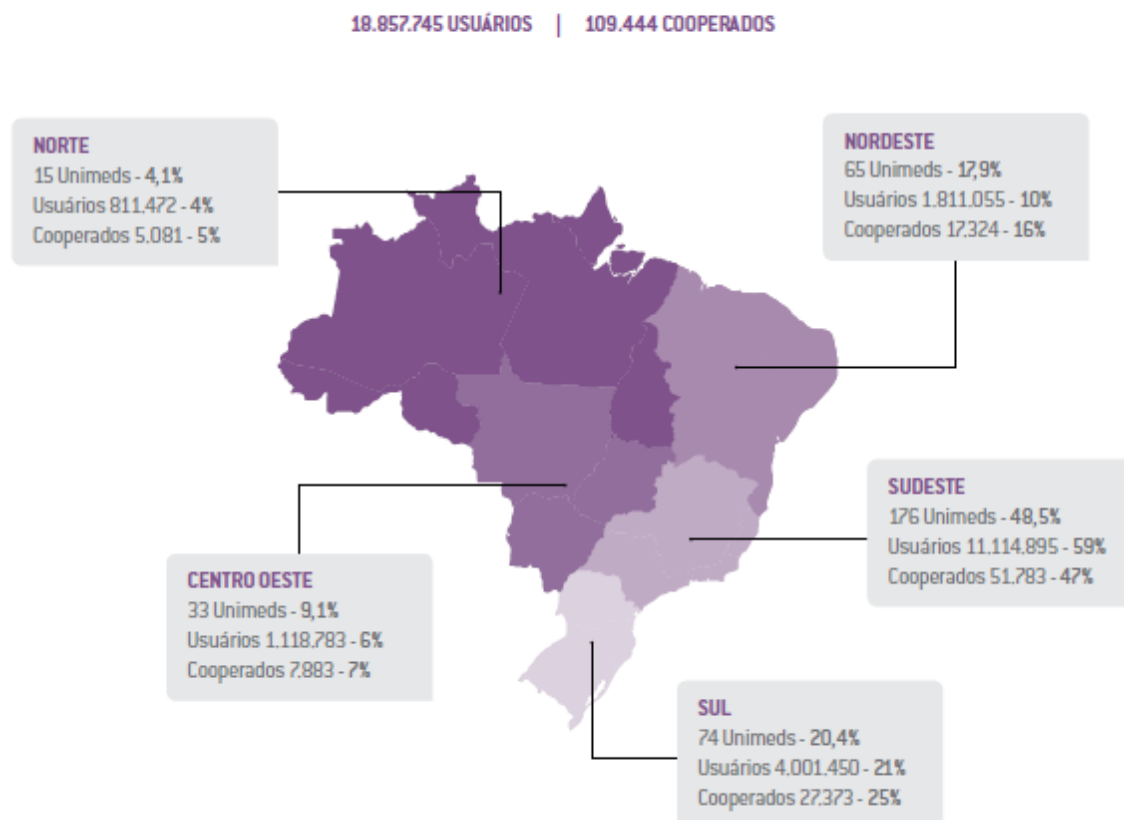 18.857.745 USUÁRIOS | 109.444 COOPERADOS
NORTE
15 Unimeds - 4,1%
Usuários 811.472 - 4%
Cooperados 5.081 - 5%
NORDESTE
65 Unimeds - 17,9%
Usuários 1.811.055 - 10%
Cooperados 17.324 - 16%
SUDESTE
176 Unimeds - 48,5%
Usuários 11.114.895 - 59%
Cooperados 51.783 - 47%
CENTRO OESTE
33 Unimeds - 9,1%
Usuários 1.118.783 - 6%
Cooperados 7.883 - 7%
SUL
74 Unimeds - 20,4%
Usuários 4.001.450 - 21%
Cooperados 27.373 - 25%